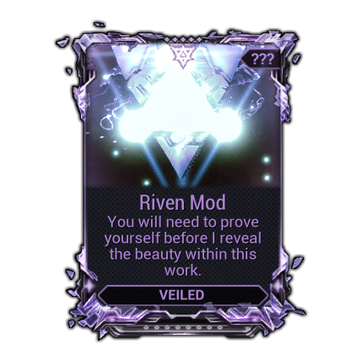 ???
Riven Mod
You will need to prove
yourself before I reveal
the beauty within this
work.
VEILED